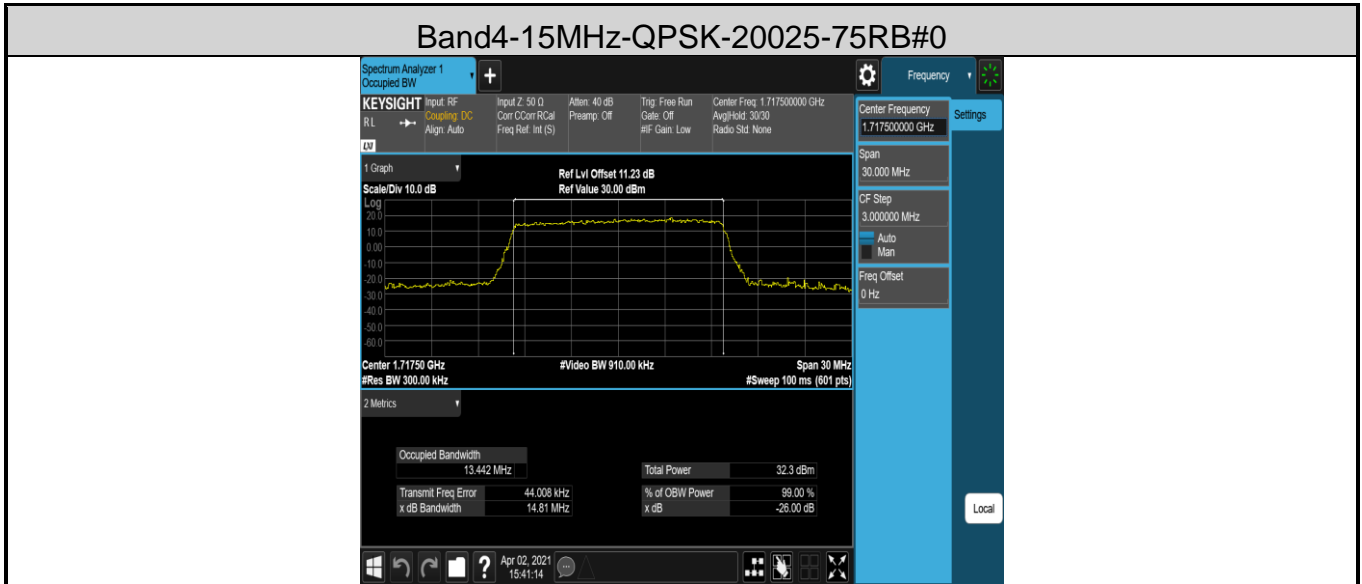 Band4-15MHz-QPSK-20025-75RB#0
Spectrum Analyzer 1
Occupied BW
+
Frequency
KEYSIGHT
RL
LXI
Input: RF
Coupling: DC
Align: Auto
Input Z: 50 Ω
Corr CCorr RCal
Freq Ref: Int (S)
Atten: 40 dB
Preamp: Off
Trig: Free Run
Gate: Off
#IF Gain: Low
Center Freq: 1.717500000 GHz
Avg|Hold: 30/30
Radio Std: None
Center Frequency
1.717500000 GHz
Settings
Span
30.000 MHz
CF Step
3.000000 MHz
Auto
Man
Freq Offset
0 Hz
1 Graph
Scale/Div 10.0 dB
Ref Lvl Offset 11.23 dB
Ref Value 30.00 dBm
Log
20.0
10.0
0.00
-10.0
-20.0
-30.0
-40.0
-50.0
-60.0
Center 1.71750 GHz
#Video BW 910.00 kHz
Span 30 MHz
#Res BW 300.00 kHz
#Sweep 100 ms (601 pts)
2 Metrics
Occupied Bandwidth
13.442 MHz
Total Power 32.3 dBm
Transmit Freq Error 44.008 kHz
% of OBW Power 99.00 %
x dB Bandwidth 14.81 MHz
x dB -26.00 dB
Local
?
Apr 02, 2021
15:41:14